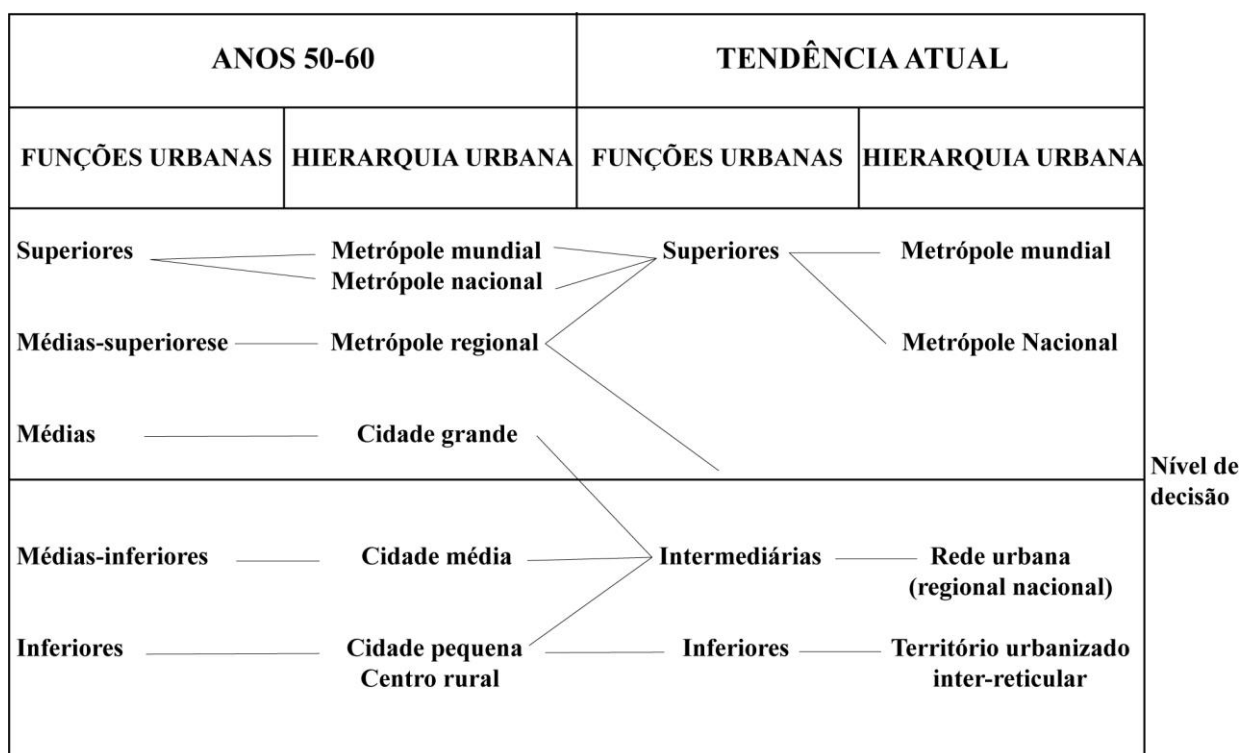 ANOS 50-60
TENDÊNCIA ATUAL
FUNÇÕES URBANAS
HIERARQUIA URBANA
FUNÇÕES URBANAS
HIERARQUIA URBANA
Superiores
Metrópole mundial
Metrópole nacional
Superiores
Metrópole mundial
Médias-superiorese
Metrópole regional
Metrópole Nacional
Médias
Cidade grande
Nível de
decisão
Médias-inferiores
Cidade média
Intermediárias
Rede urbana
(regional nacional)
Inferiores
Cidade pequena
Centro rural
Inferiores
Território urbanizado
inter-reticular